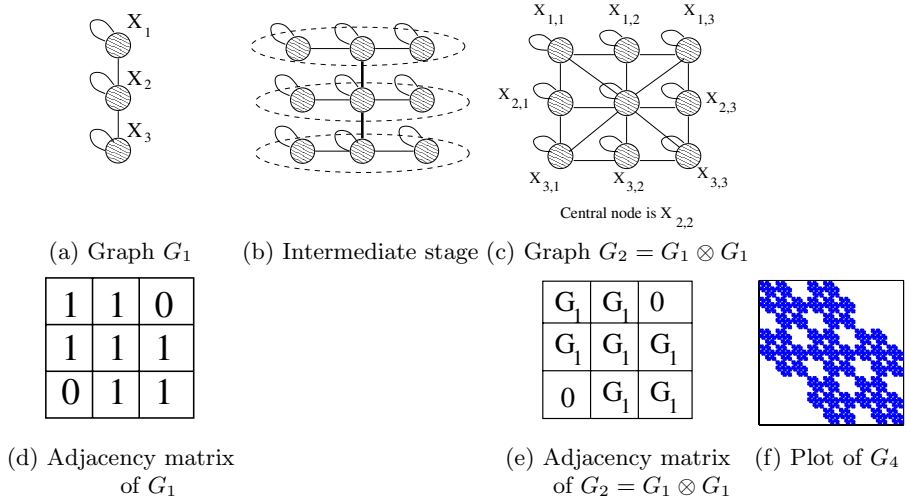 X1
X2
X3
X1,1 X1,2 X1,3
X2,1 X2,3
X3,1 X3,2 X3,3
Central node is X2,2
(a) Graph G1 (b) Intermediate stage (c) Graph G2 = G1 ⊗ G1
1 1 0
1 1 1
0 1 1
G1 G1 0
G1 G1 G1
0 G1 G1
(d) Adjacency matrix
of G1
(e) Adjacency matrix
of G2 = G1 ⊗ G1
(f) Plot of G4